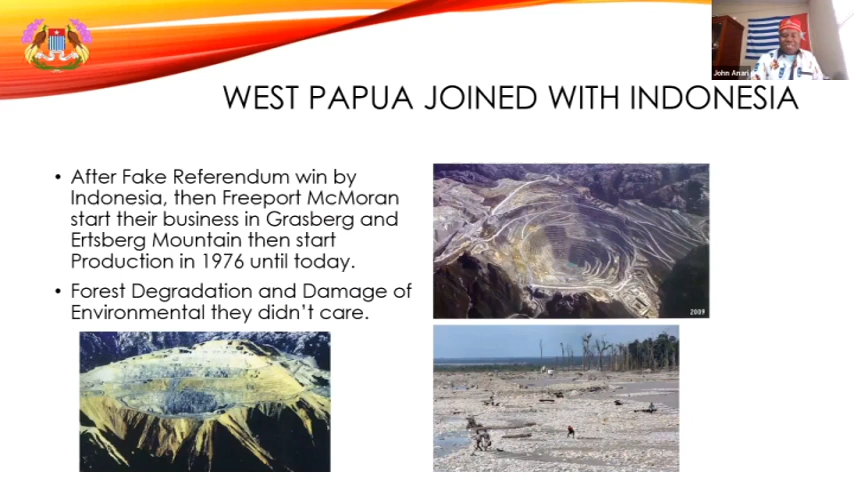 John Anari
WEST PAPUA JOINED WITH INDONESIA
• After Fake Referendum win by
Indonesia, then Freeport McMoran
start their business in Grasberg and
Ertsberg Mountain then start
Production in 1976 until today.
• Forest Degradation and Damage of
Environmental they didn't care.
2009